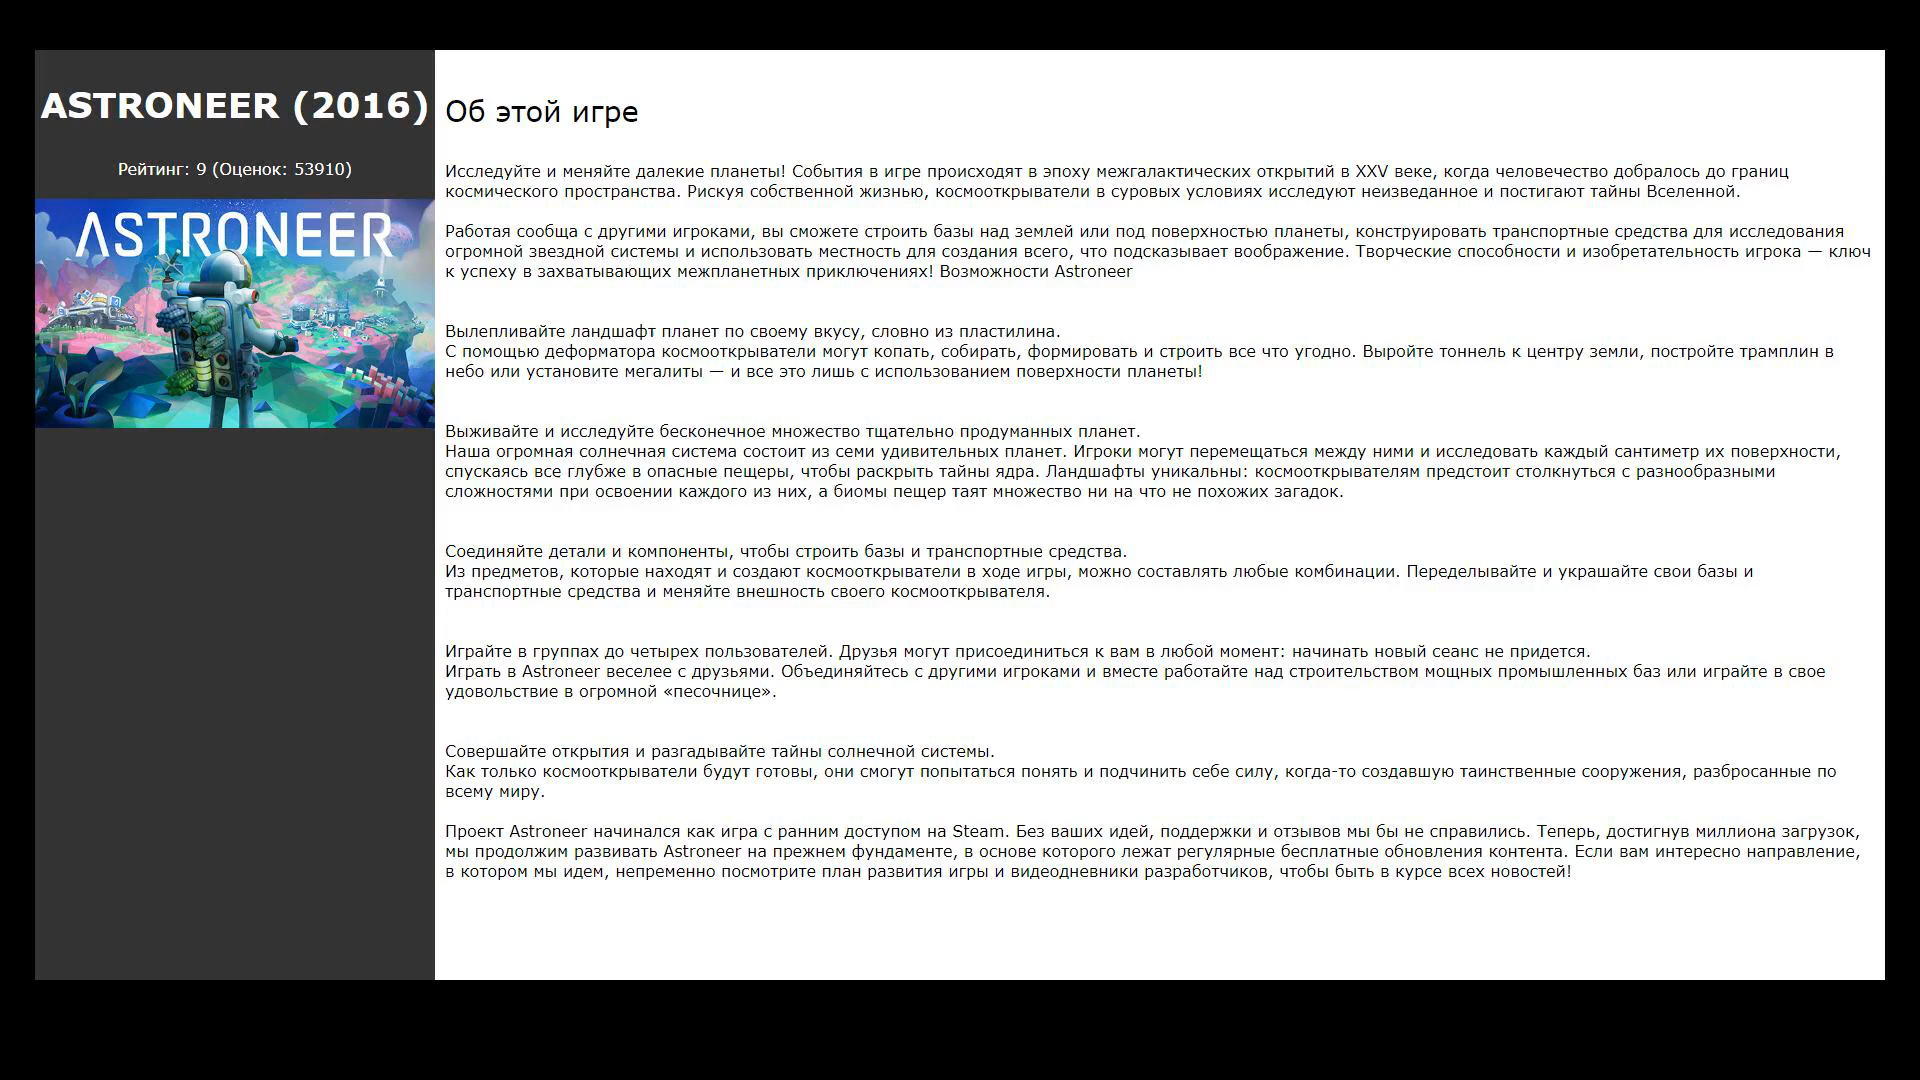 ASTRONEER (2016)
Рейтинг: 9 (Оценок: 53910)
ASTRONEER
Об этой игре
Исследуйте и меняйте далекие планеты! События в игре происходят в эпоху межгалактических открытий в XXV веке, когда человечество добралось до границ
космического пространства. Рискуя собственной жизнью, космооткрыватели в суровых условиях исследуют неизведанное и постигают тайны Вселенной.
Работая сообща с другими игроками, вы сможете строить базы над землей или под поверхностью планеты, конструировать транспортные средства для исследования
огромной звездной системы и использовать местность для создания всего, что подсказывает воображение. Творческие способности и изобретательность игрока — ключ
к успеху в захватывающих межпланетных приключениях! Возможности Astroneer
Вылепливайте ландшафт планет по своему вкусу, словно из пластилина.
С помощью деформатора космооткрыватели могут копать, собирать, формировать и строить все что угодно. Выройте тоннель к центру земли, постройте трамплин в
небо или установите мегалиты — и все это лишь с использованием поверхности планеты!
Выживайте и исследуйте бесконечное множество тщательно продуманных планет.
Наша огромная солнечная система состоит из семи удивительных планет. Игроки могут перемещаться между ними и исследовать каждый сантиметр их поверхности,
спускаясь все глубже в опасные пещеры, чтобы раскрыть тайны ядра. Ландшафты уникальны: космооткрывателям предстоит столкнуться с разнообразными
сложностями при освоении каждого из них, а биомы пещер таят множество ни на что не похожих загадок.
Соединяйте детали и компоненты, чтобы строить базы и транспортные средства.
Из предметов, которые находят и создают космооткрыватели в ходе игры, можно составлять любые комбинации. Переделывайте и украшайте свои базы и
транспортные средства и меняйте внешность своего космооткрывателя.
Играйте в группах до четырех пользователей. Друзья могут присоединиться к вам в любой момент: начинать новый сеанс не придется.
Играть в Astroneer веселее с друзьями. Объединяйтесь с другими игроками и вместе работайте над строительством мощных промышленных баз или играйте в свое
удовольствие в огромной «песочнице».
Совершайте открытия и разгадывайте тайны солнечной системы.
Как только космооткрыватели будут готовы, они смогут попытаться понять и подчинить себе силу, когда-то создавшую таинственные сооружения, разбросанные по
всему миру.
Проект Astroneer начинался как игра с ранним доступом на Steam. Без ваших идей, поддержки и отзывов мы бы не справились. Теперь, достигнув миллиона загрузок,
мы продолжим развивать Astroneer на прежнем фундаменте, в основе которого лежат регулярные бесплатные обновления контента. Если вам интересно направление,
в котором мы идем, непременно посмотрите план развития игры и видеодневники разработчиков, чтобы быть в курсе всех новостей!